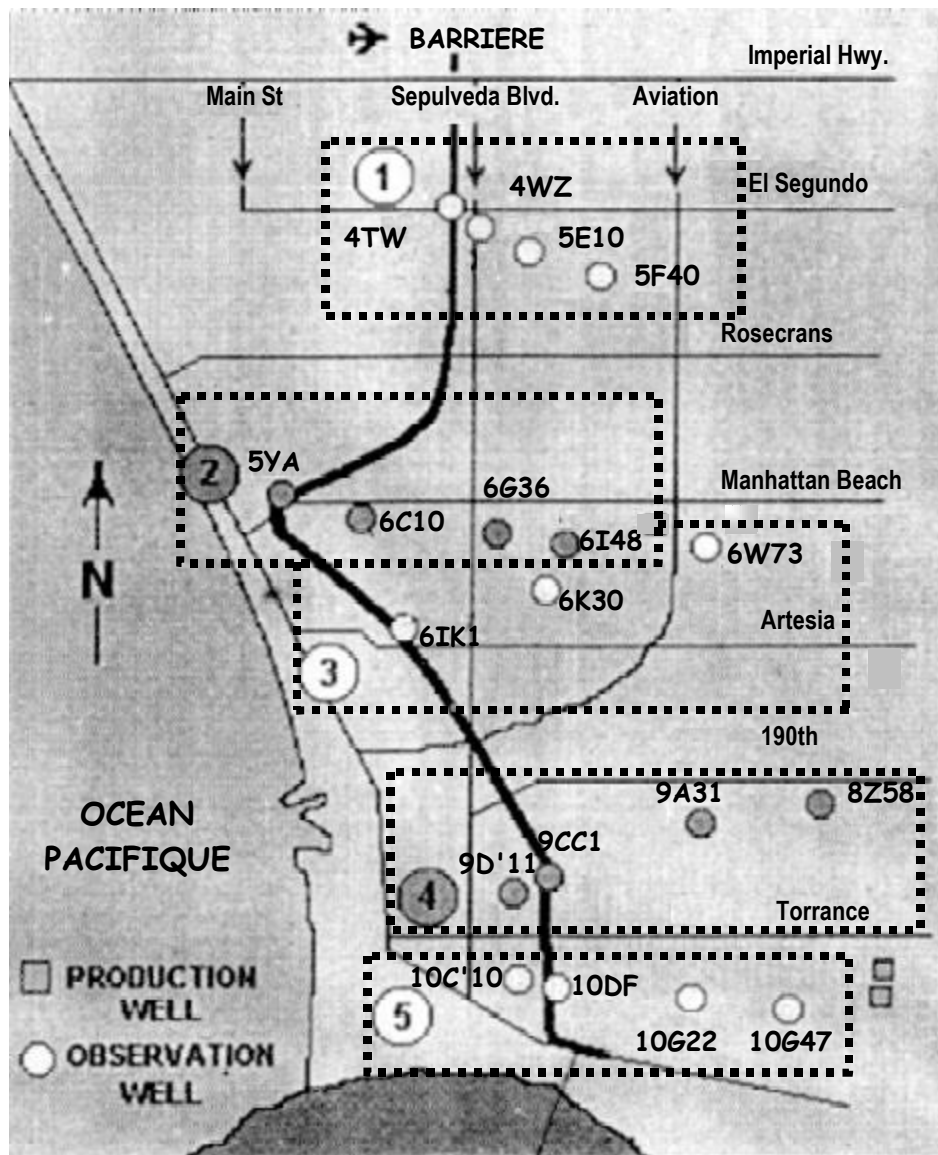 BARRIERE
Imperial Hwy.
Main St
Sepulveda Blvd.
Aviation
1
4WZ
El Segundo
4TW
5E10
5F40
Rosecrans
2
5YA
6G36
Manhattan Beach
6C10
6I48
6W73
N
6K30
Artesia
6IK1
3
190th
OCEAN
PACIFIQUE
9A31
8Z58
9CC1
9D'11
4
Torrance
PRODUCTION
WELL
10C'10
10DF
5
10G22
10G47
OBSERVATION
WELL